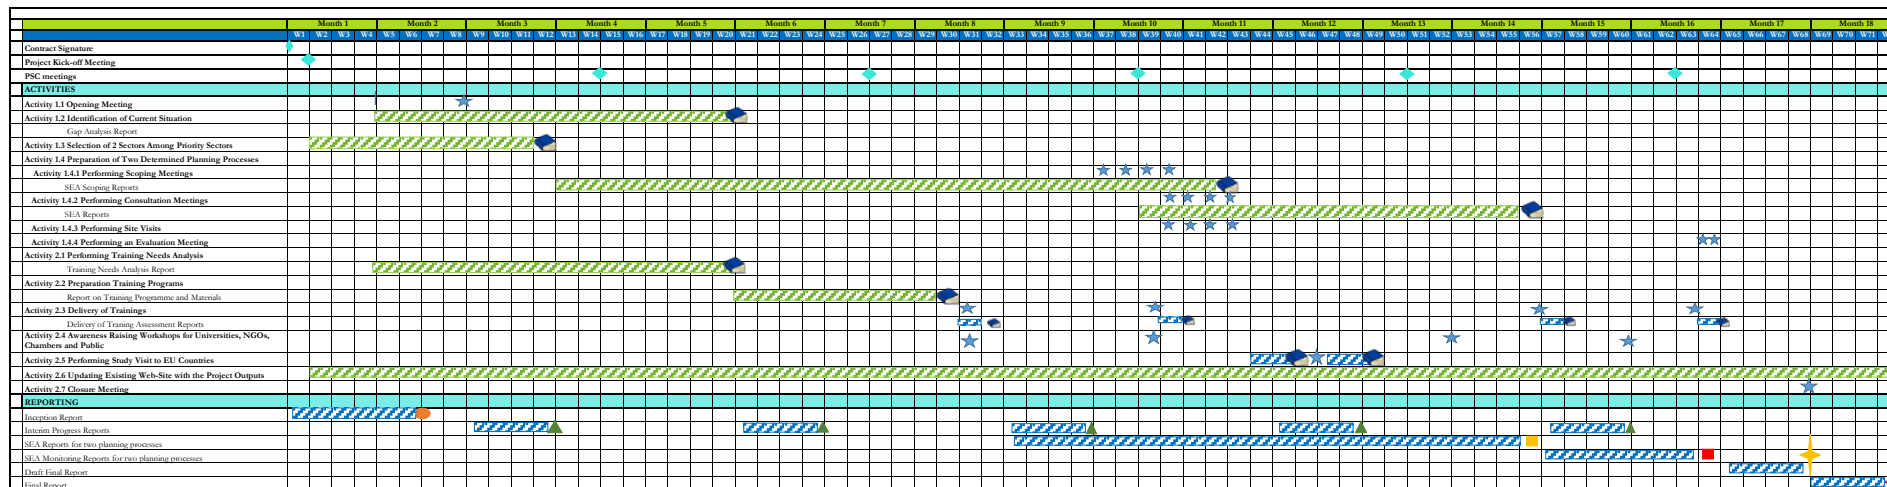 Month 1 Month 2 Month 3 Month 4 Month 5 Month 6 Month 7 Month 8 Month 9 Month 10 Month 11 Month 12 Month 13 Month 14 Month 15 Month 16 Month 17 Month 18
W1 W2 W3 W4 W5 W6 W7 W8 W9 W10 W11 W12 W13 W14 W15 W16 W17 W18 W19 W20 W21 W22 W23 W24 W25 W26 W27 W28 W29 W30 W31 W32 W33 W34 W35 W36 W37 W38 W39 W40 W41 W42 W43 W44 W45 W46 W47 W48 W49 W50 W51 W52 W53 W54 W55 W56 W57 W58 W59 W60 W61 W62 W63 W64 W65 W66 W67 W68 W69 W70 W71
Contract Signature
Project Kick-off Meeting
PSC meetings
ACTIVITIES
Activity 1.1 Opening Meeting
Activity 1.2 Identification of Current Situation
Gap Analysis Report
Activity 1.3 Selection of 2 Sectors Among Priority Sectors
Activity 1.4 Preparation of Two Determined Planning Processes
Activity 1.4.1 Performing Scoping Meetings
SEA Scoping Reports
Activity 1.4.2 Performing Consultation Meetings
SEA Reports
Activity 1.4.3 Performing Site Visits
Activity 1.4.4 Performing an Evaluation Meeting
Activity 2.1 Performing Training Needs Analysis
Training Needs Analysis Report
Activity 2.2 Preparation Training Programs
Report on Training Programme and Materials
Activity 2.3 Delivery of Trainings
Delivery of Traning Assessment Reports
Activity 2.4 Awareness Raising Workshops for Universities, NGOs,
Chambers and Public
Activity 2.5 Performing Study Visit to EU Countries
Activity 2.6 Updating Existing Web-Site with the Project Outputs
Activity 2.7 Closure Meeting
REPORTING
Inception Report
Interim Progress Reports
SEA Reports for two planning processes
SEA Monitoring Reports for two planning processes
Draft Final Report
Final Report